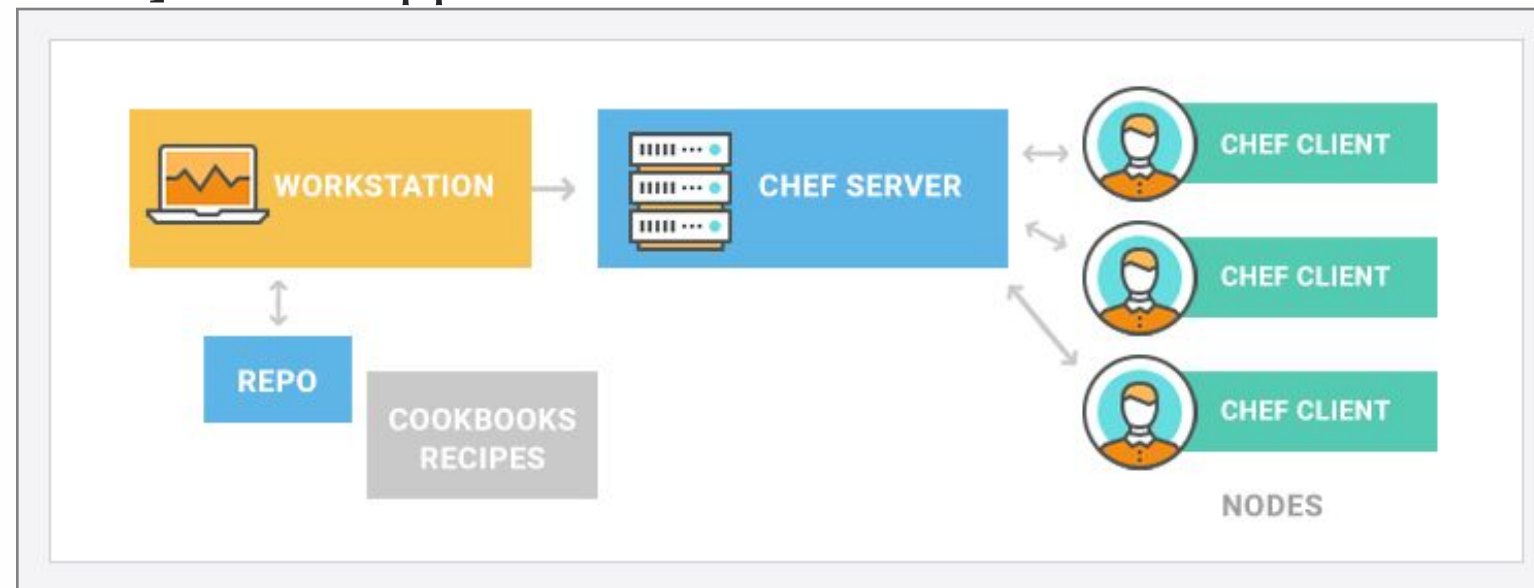 WORKSTATION
CHEF SERVER
CHEF CLIENT
CHEF CLIENT
CHEF CLIENT
REPO
COOKBOOKS
RECIPES
NODES